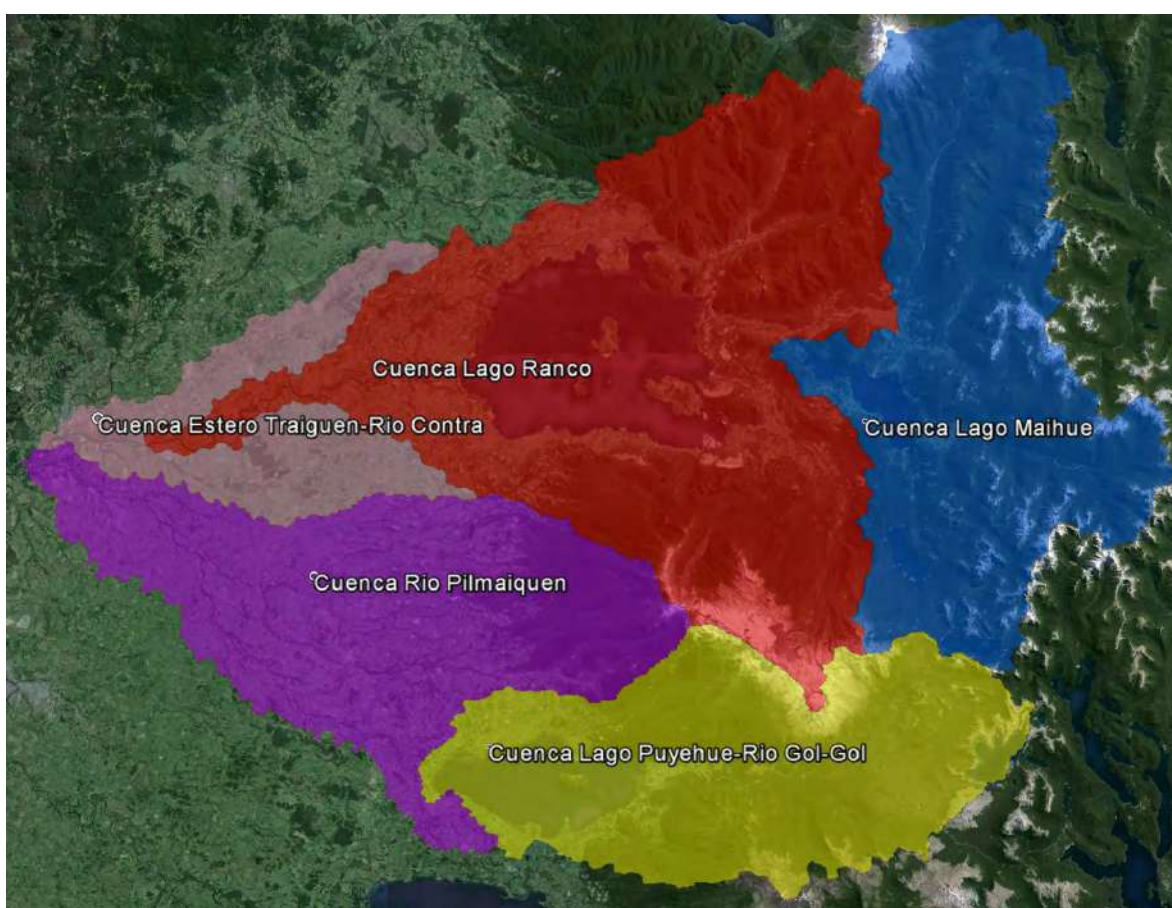 Cuenca Lago Ranco
Cuenca Estero Traiguen-Rio Contra
Cuenca Lago Maihue
Cuenca Rio Pilmaiquen
Cuenca Lago Puyehue-Rio Gol-Gol